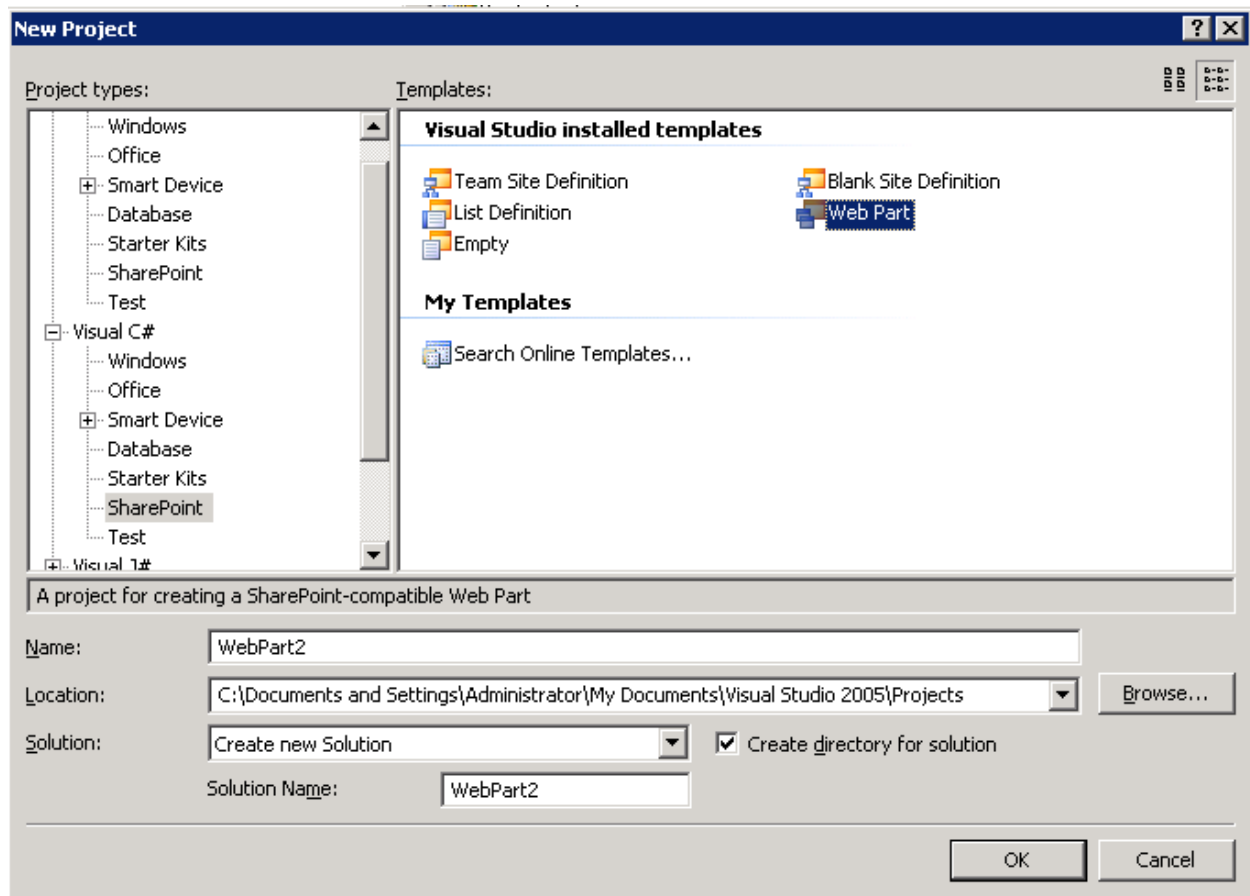 New Project
Project types:
Templates:
Windows
Office
Smart Device
Database
Starter Kits
SharePoint
Test
Visual C#
Windows
Office
Smart Device
Database
Starter Kits
SharePoint
Test
Visual J#
Visual Studio installed templates
Team Site Definition
Blank Site Definition
List Definition
Web Part
Empty
My Templates
Search Online Templates...
A project for creating a SharePoint-compatible Web Part
Name:
WebPart2
Location:
C:\Documents and Settings\Administrator\My Documents\Visual Studio 2005\Projects
Browse...
Solution:
Create new Solution
Create directory for solution
Solution Name:
WebPart2
OK
Cancel